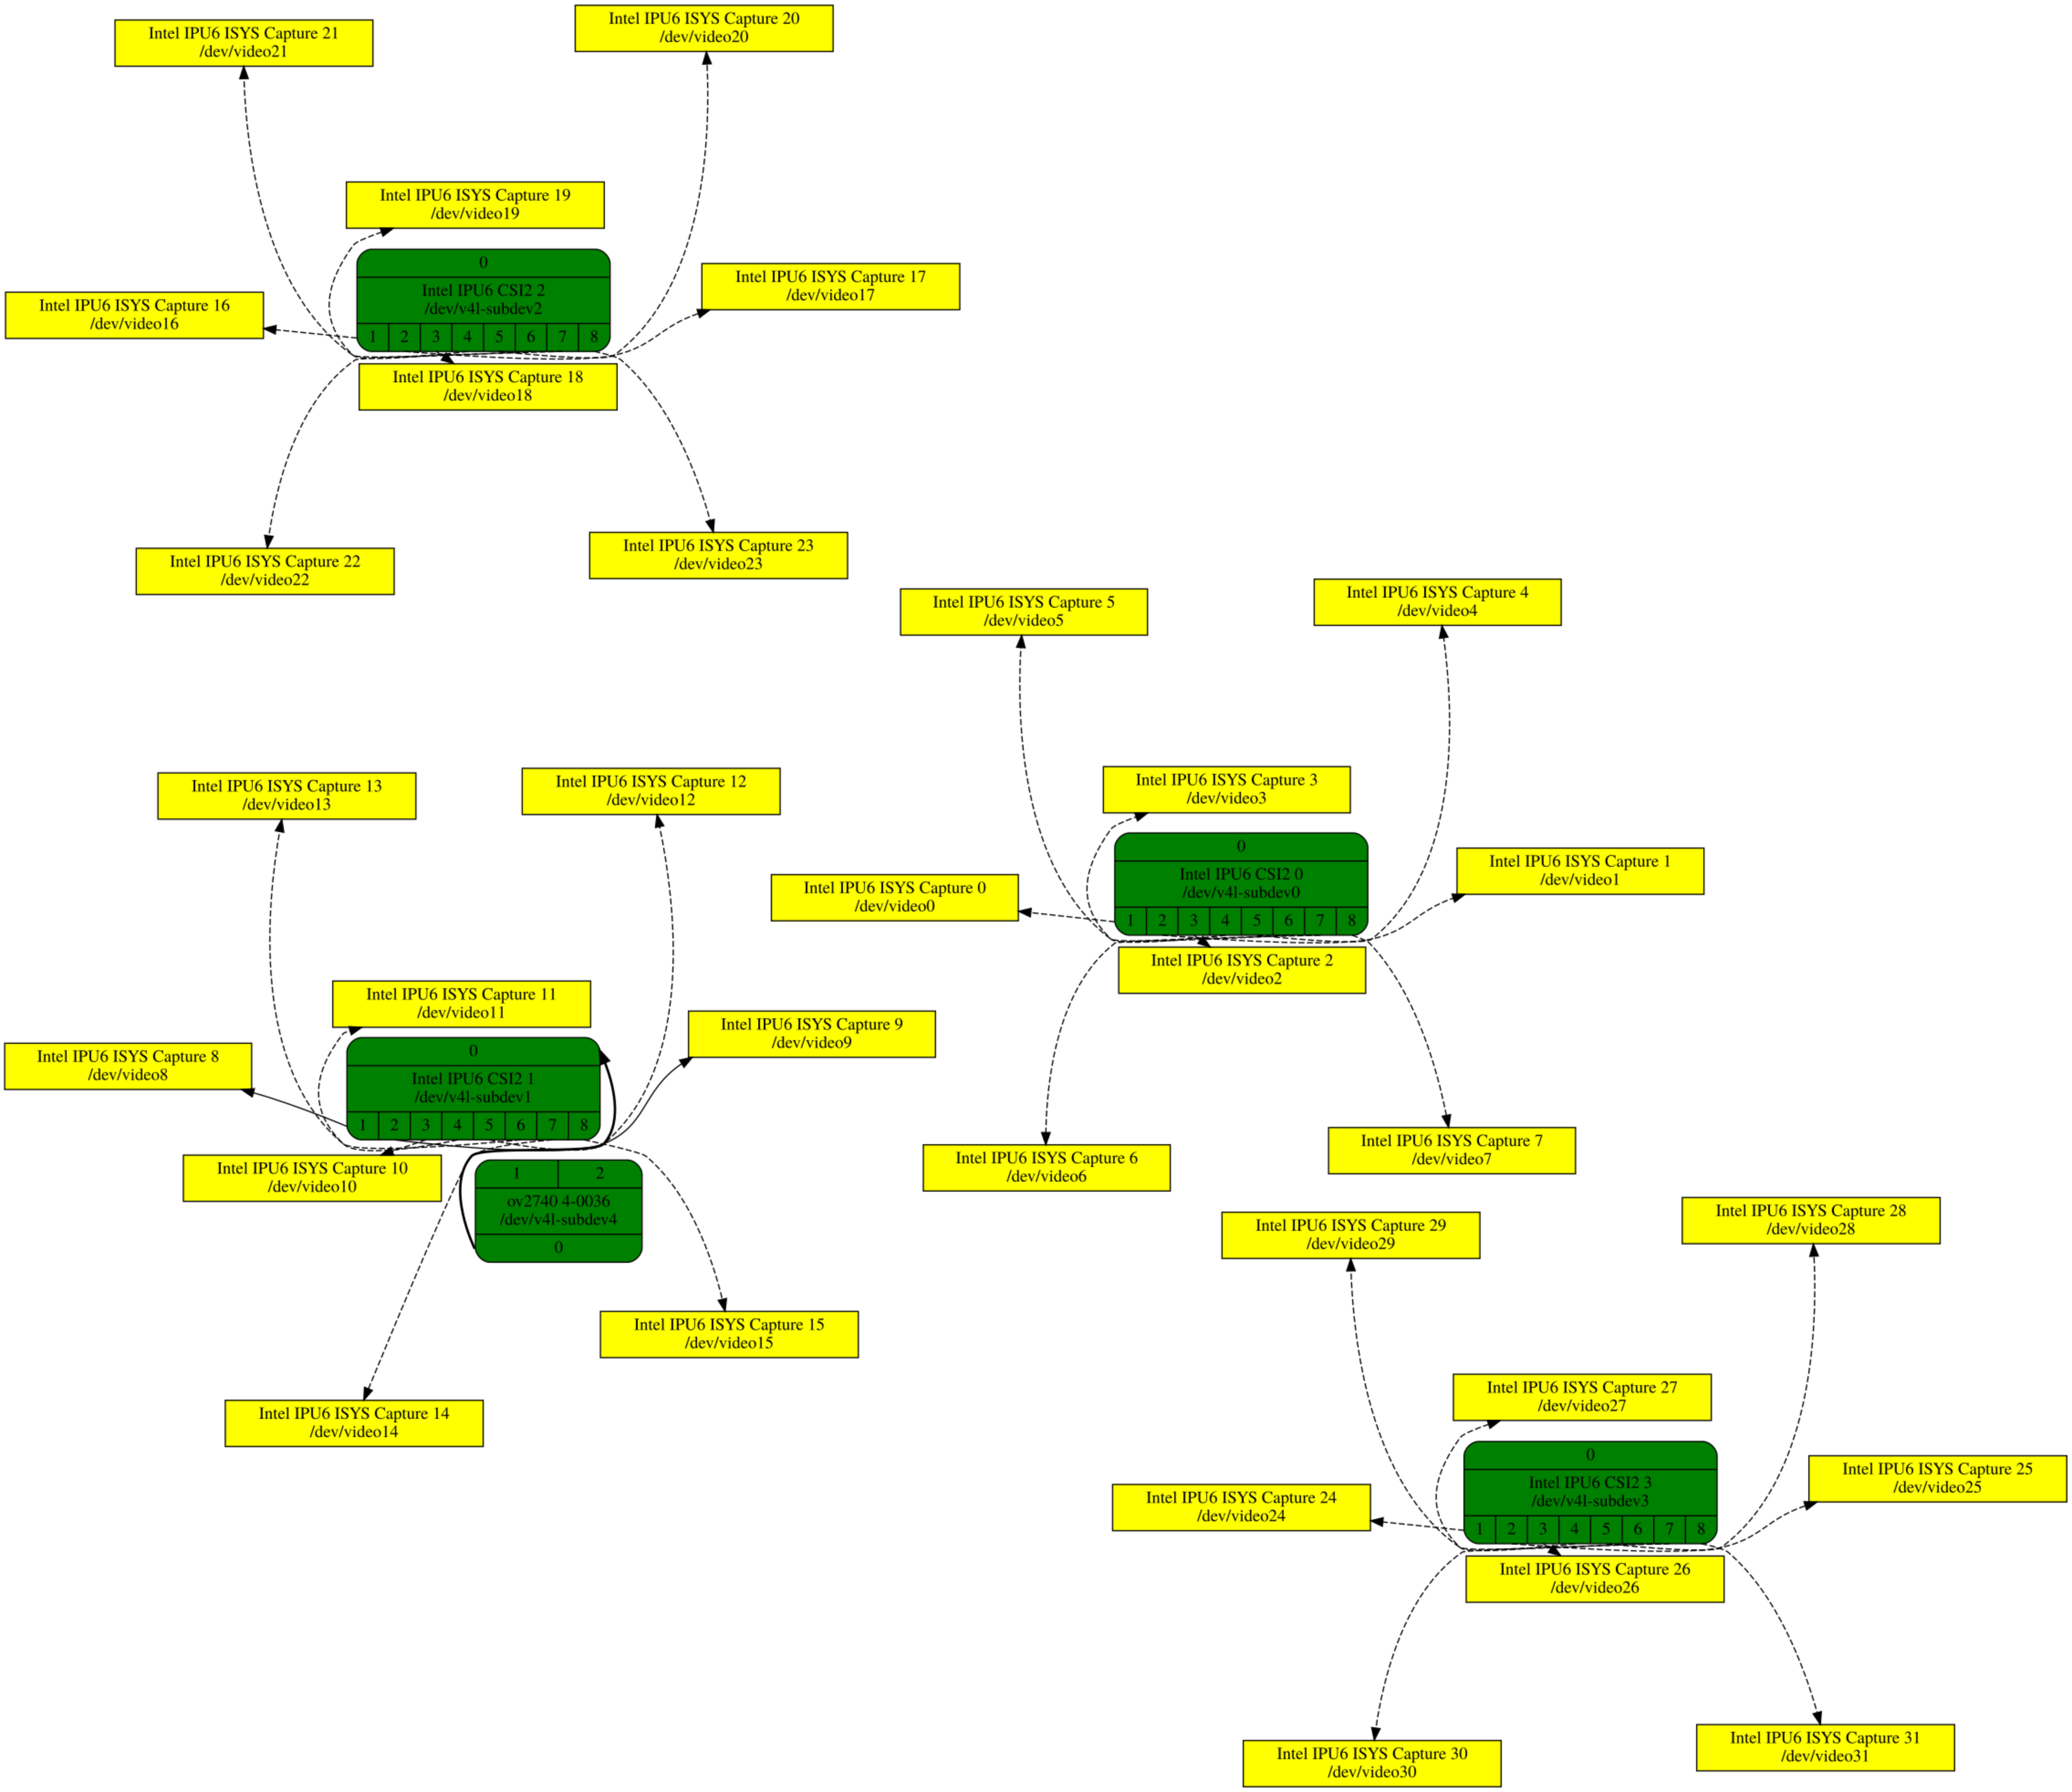 Intel IPU6 ISYS Capture 21
/dev/video21
Intel IPU6 ISYS Capture 20
/dev/video20
Intel IPU6 ISYS Capture 19
/dev/video19
0
Intel IPU6 CSI2 2
/dev/v4l-subdev2
1 2 3 4 5 6 7 8
Intel IPU6 ISYS Capture 17
/dev/video17
Intel IPU6 ISYS Capture 16
/dev/video16
Intel IPU6 ISYS Capture 18
/dev/video18
Intel IPU6 ISYS Capture 22
/dev/video22
Intel IPU6 ISYS Capture 23
/dev/video23
Intel IPU6 ISYS Capture 5
/dev/video5
Intel IPU6 ISYS Capture 4
/dev/video4
Intel IPU6 ISYS Capture 3
/dev/video3
0
Intel IPU6 CSI2 0
/dev/v4l-subdev0
1 2 3 4 5 6 7 8
Intel IPU6 ISYS Capture 1
/dev/video1
Intel IPU6 ISYS Capture 0
/dev/video0
Intel IPU6 ISYS Capture 2
/dev/video2
Intel IPU6 ISYS Capture 6
/dev/video6
Intel IPU6 ISYS Capture 7
/dev/video7
Intel IPU6 ISYS Capture 13
/dev/video13
Intel IPU6 ISYS Capture 12
/dev/video12
Intel IPU6 ISYS Capture 11
/dev/video11
Intel IPU6 ISYS Capture 9
/dev/video9
Intel IPU6 ISYS Capture 8
/dev/video8
0
Intel IPU6 CSI2 1
/dev/v4l-subdev1
1 2 3 4 5 6 7 8
Intel IPU6 ISYS Capture 10
/dev/video10
1 2
ov2740 4-0036
/dev/v4l-subdev4
0
Intel IPU6 ISYS Capture 15
/dev/video15
Intel IPU6 ISYS Capture 14
/dev/video14
Intel IPU6 ISYS Capture 29
/dev/video29
Intel IPU6 ISYS Capture 28
/dev/video28
Intel IPU6 ISYS Capture 27
/dev/video27
0
Intel IPU6 CSI2 3
/dev/v4l-subdev3
1 2 3 4 5 6 7 8
Intel IPU6 ISYS Capture 25
/dev/video25
Intel IPU6 ISYS Capture 24
/dev/video24
Intel IPU6 ISYS Capture 26
/dev/video26
Intel IPU6 ISYS Capture 30
/dev/video30
Intel IPU6 ISYS Capture 31
/dev/video31